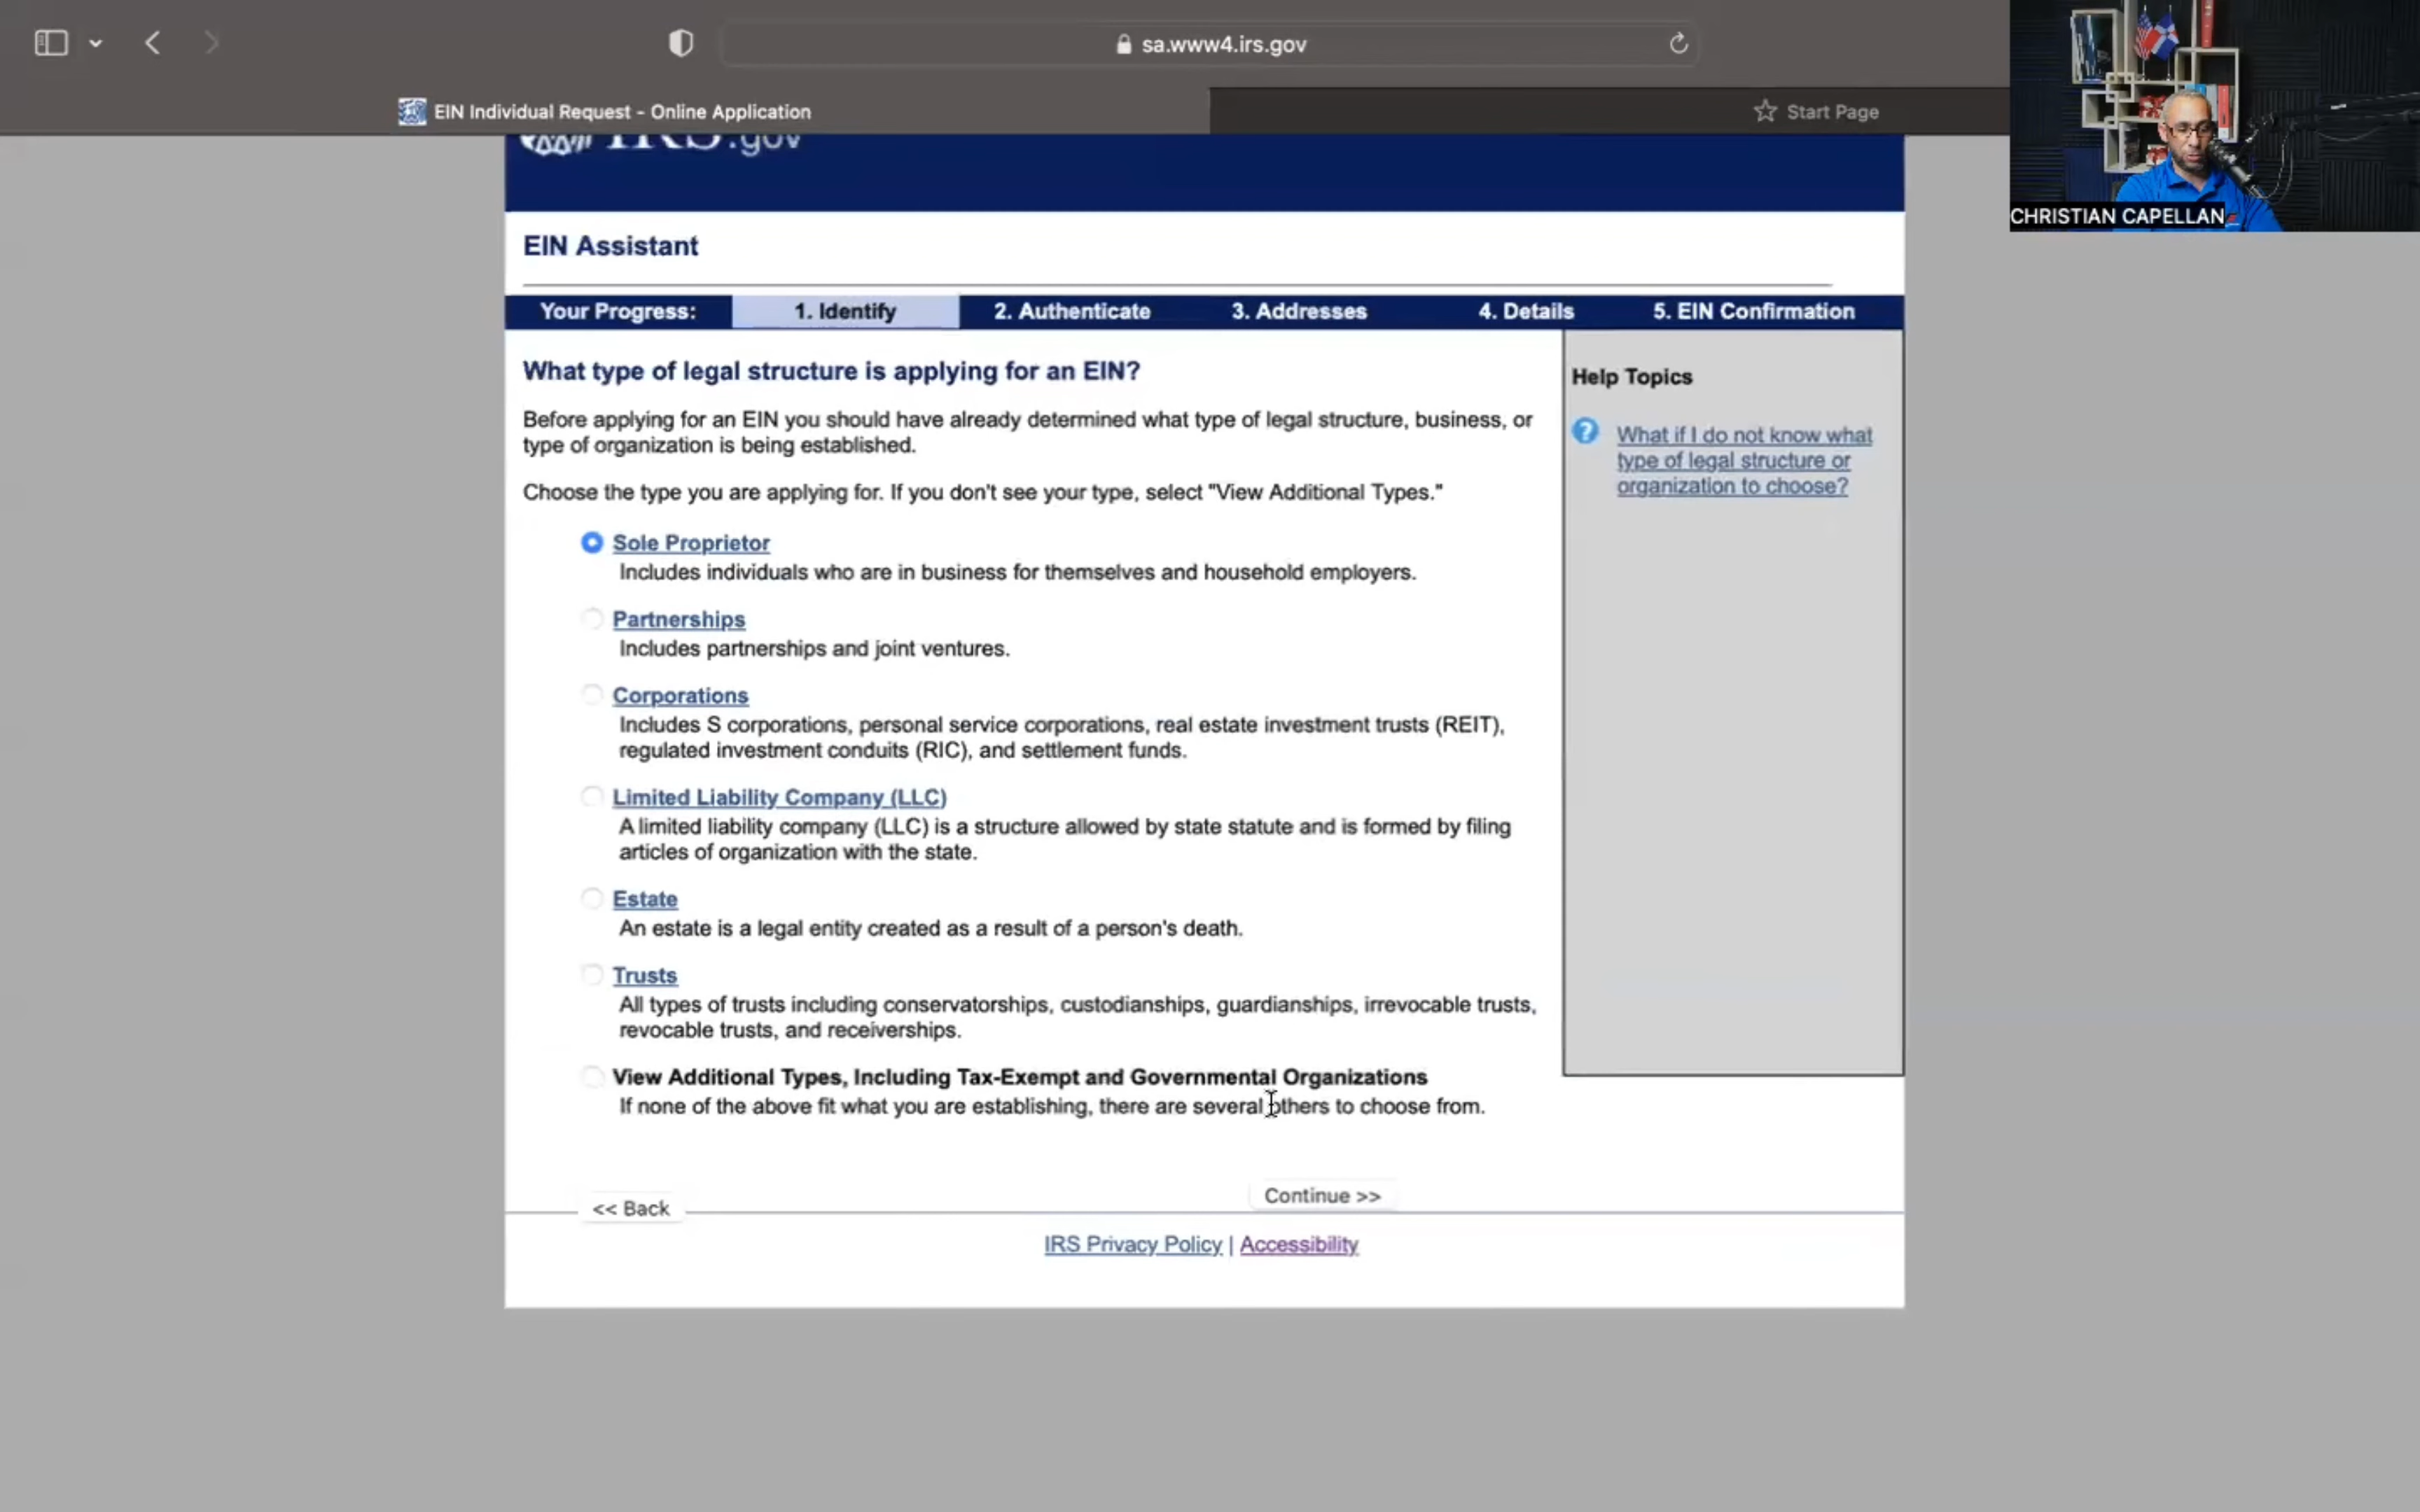 sa.www4.irs.gov
EIN Individual Request - Online Application
Start Page
CHRISTIAN CAPELLAN
IRS.gov
EIN Assistant
Your Progress: 1. Identify 2. Authenticate 3. Addresses 4. Details 5. EIN Confirmation
What type of legal structure is applying for an EIN?
Before applying for an EIN you should have already determined what type of legal structure, business, or
type of organization is being established.
Choose the type you are applying for. If you don't see your type, select "View Additional Types."
Sole Proprietor
Includes individuals who are in business for themselves and household employers.
Partnerships
Includes partnerships and joint ventures.
Corporations
Includes S corporations, personal service corporations, real estate investment trusts (REIT),
regulated investment conduits (RIC), and settlement funds.
Limited Liability Company (LLC)
A limited liability company (LLC) is a structure allowed by state statute and is formed by filing
articles of organization with the state.
Estate
An estate is a legal entity created as a result of a person's death.
Trusts
All types of trusts including conservatorships, custodianships, guardianships, irrevocable trusts,
revocable trusts, and receiverships.
View Additional Types, Including Tax-Exempt and Governmental Organizations
If none of the above fit what you are establishing, there are several others to choose from.
Help Topics
What if I do not know what
type of legal structure or
organization to choose?
<< Back
Continue >>
IRS Privacy Policy | Accessibility